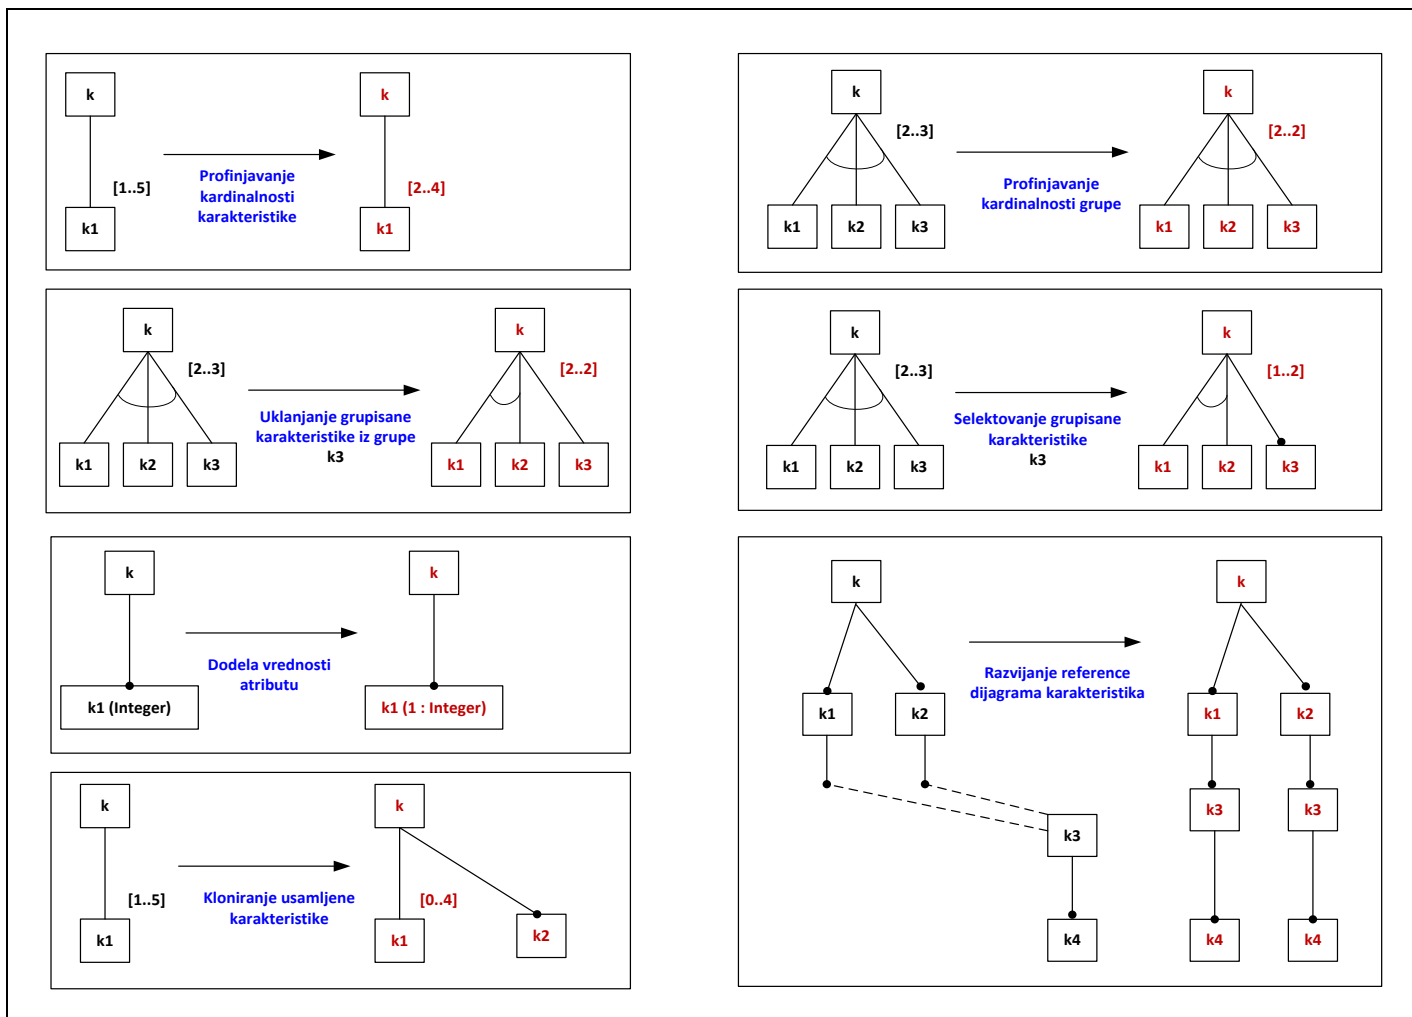 k
k
[1..5]
Profinjavanje
kardinalnosti
karakteristike
[2..4]
k1
k1
k
k
[2..3]
[2..2]
Profinjavanje
kardinalnosti grupe
k1
k2
k3
k1
k2
k3
k
k
[2..3]
[2..2]
Uklanjanje grupisane
karakteristike iz grupe
k3
k1
k2
k3
k1
k2
k3
k
k
[2..3]
[1..2]
Selektovanje grupisane
karakteristike
k3
k1
k2
k3
k1
k2
k3
k
k
Dodela vrednosti
atributu
k1 (Integer)
k1 (1 : Integer)
k
k
Razvijanje reference
dijagrama karakteristika
k1
k2
k1
k2
k3
k3
k3
k4
k4
k4
k
k
[1..5]
Kloniranje usamljene
karakteristike
[0..4]
k1
k1
k2